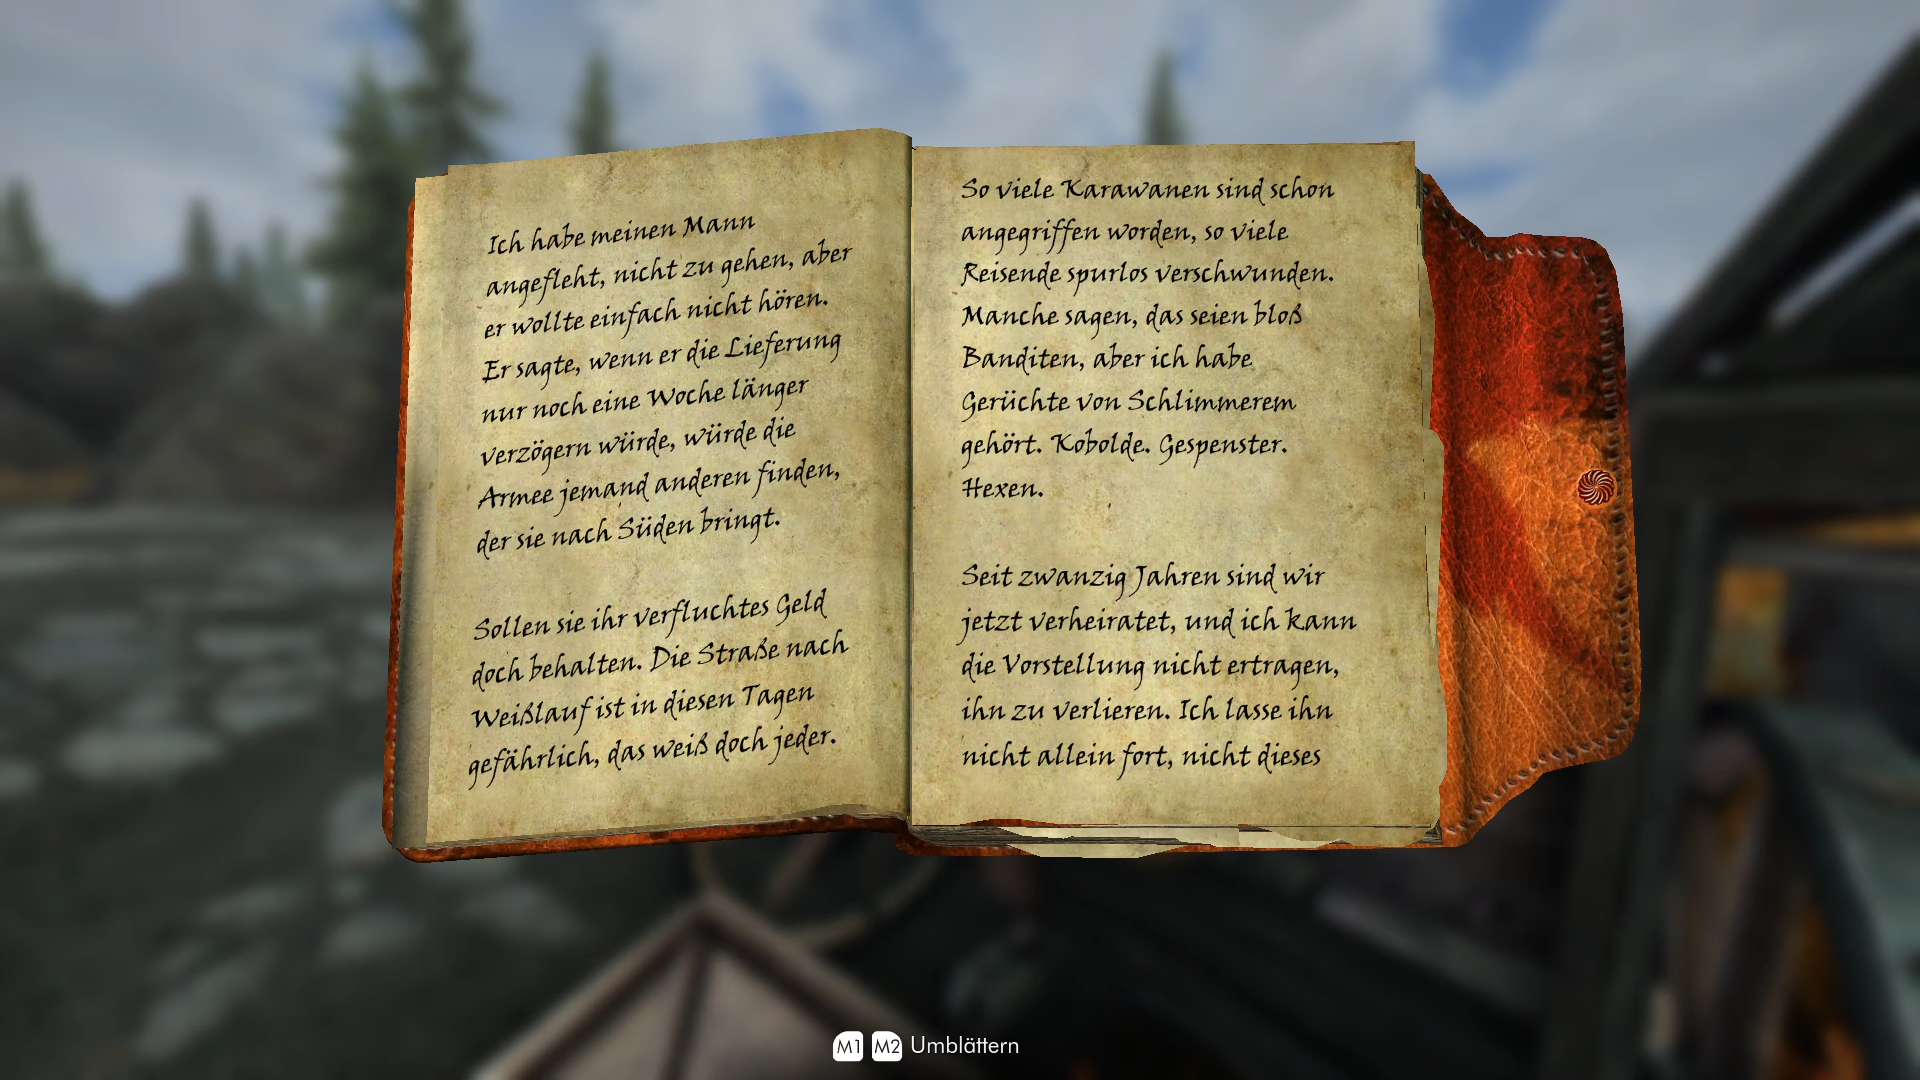 Ich habe meinen Mann
angefleht, nicht zu gehen, aber
er wollte einfach nicht hören.
Er sagte, wenn er die Lieferung
nur noch eine Woche länger
verzögern würde, würde die
Armee jemand anderen finden,
der sie nach Süden bringt.
Sollen sie ihr verfluchtes Geld
doch behalten. Die Straße nach
Weißlauf ist in diesen Tagen
gefährlich, das weiß doch jeder.
So viele Karawanen sind schon
angegriffen worden, so viele
Reisende spurlos verschwunden.
Manche sagen, das seien bloß
Banditen, aber ich habe
Gerüchte von Schlimmerem
gehört. Kobolde. Gespenster.
Hexen.
Seit zwanzig Jahren sind wir
jetzt verheiratet, und ich kann
die Vorstellung nicht ertragen,
ihn zu verlieren. Ich lasse ihn
nicht allein fort, nicht dieses
M1 M2 Umblättern